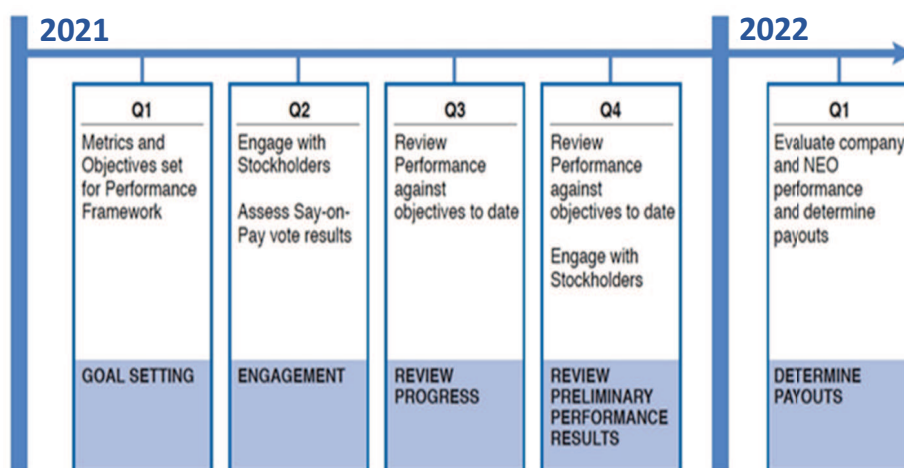 2021
2022
Q1
Metrics and
Objectives set
for Performance
Framework
GOAL SETTING
Q2
Engage with
Stockholders
Assess Say-on-
Pay vote results
ENGAGEMENT
Q3
Review
Performance
against
objectives to date
REVIEW
PROGRESS
Q4
Review
Performance
against
objectives to date
Engage with
Stockholders
REVIEW
PRELIMINARY
PERFORMANCE
RESULTS
Q1
Evaluate company
and NEO
performance
and determine
payouts
DETERMINE
PAYOUTS